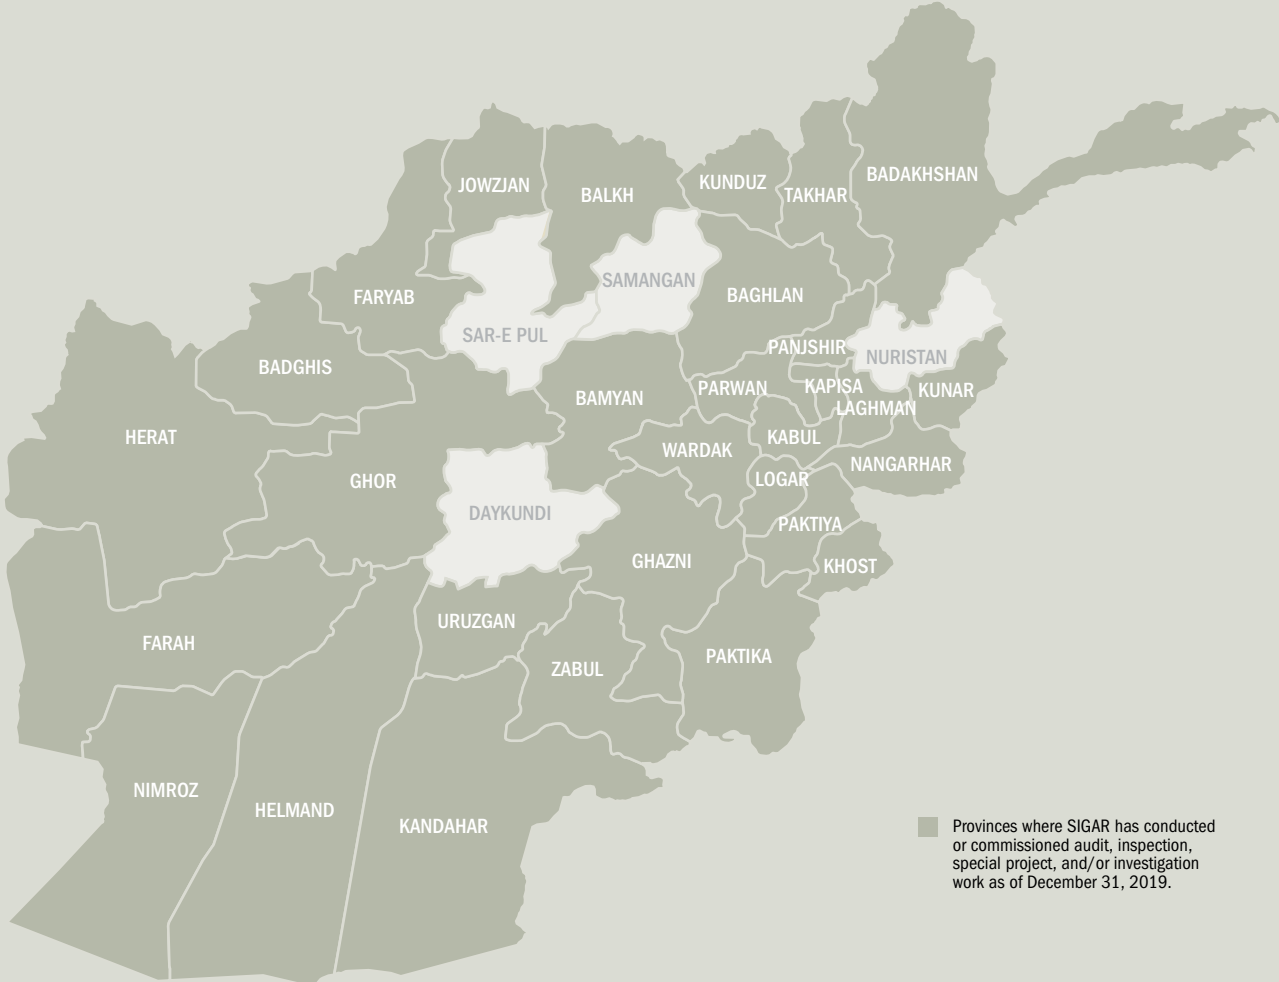 BADAKHSHAN
JOWZJAN
BALKH
KUNDUZ
TAKHAR
SAMANGAN
BAGHLAN
FARYAB
SAR-E PUL
PANJSHIR
NURISTAN
BADGHIS
BAMYAN
PARWAN
KAPISA
KUNAR
LAGHMAN
HERAT
WARDAK
KABUL
NANGARHAR
GHOR
LOGAR
DAYKUNDI
PAKTIYA
GHAZNI
KHOST
URUZGAN
FARAH
ZABUL
PAKTIKA
NIMROZ
HELMAND
KANDAHAR
Provinces where SIGAR has conducted
or commissioned audit, inspection,
special project, and/or investigation
work as of December 31, 2019.